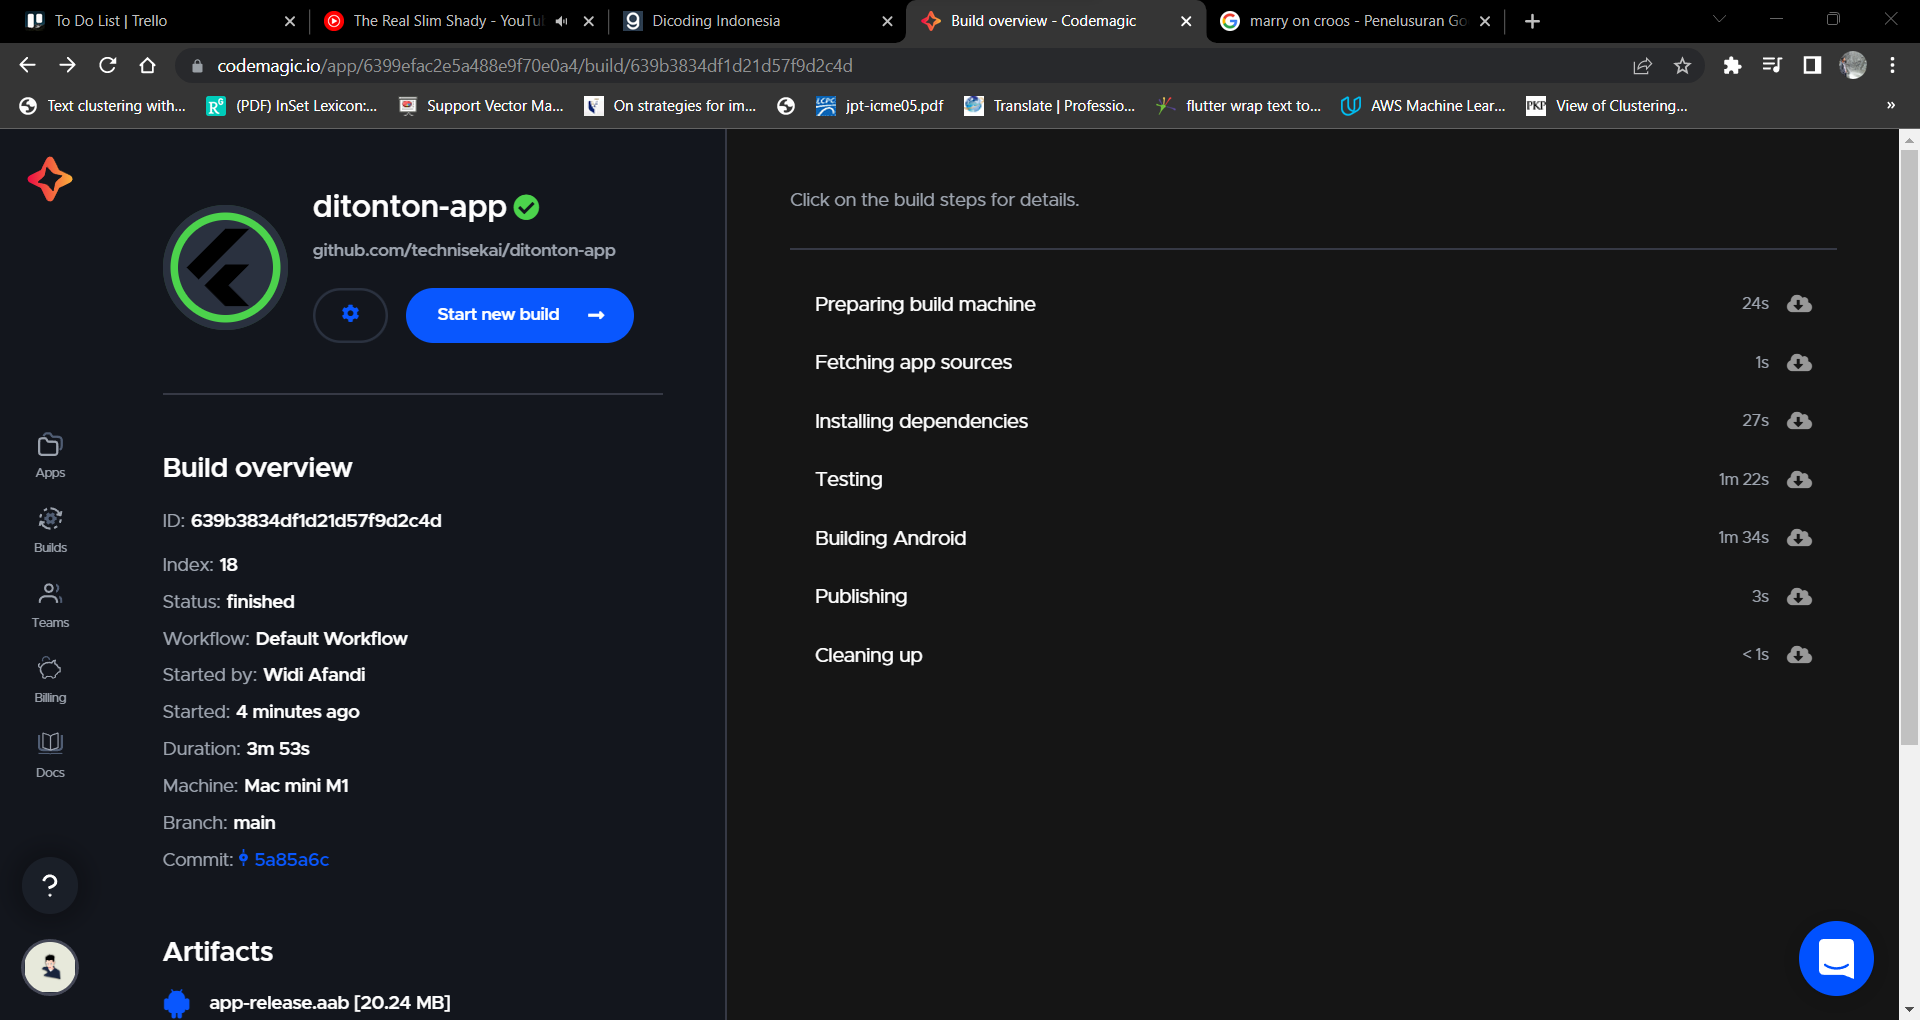 To Do List | Trello
The Real Slim Shady - YouTu
Dicoding Indonesia
Build overview - Codemagic
marry on croos - Penelusuran Go
codemagic.io/app/6399efac2e5a488e9f70e0a4/build/639b3834df1d21d57f9d2c4d
Text clustering with...
(PDF) InSet Lexicon:...
Support Vector Ma...
On strategies for im...
jpt-icme05.pdf
Translate | Professio...
flutter wrap text to...
AWS Machine Lear...
View of Clustering...
»
ditonton-app
github.com/technisekai/ditonton-app
Start new build
Build overview
ID: 639b3834df1d21d57f9d2c4d
Index: 18
Status: finished
Workflow: Default Workflow
Started by: Widi Afandi
Started: 4 minutes ago
Duration: 3m 53s
Machine: Mac mini M1
Branch: main
Commit: 5a85a6c
Artifacts
app-release.aab [20.24 MB]
Apps
Builds
Teams
Billing
Docs
?
Click on the build steps for details.
Preparing build machine 24s
Fetching app sources 1s
Installing dependencies 27s
Testing 1m 22s
Building Android 1m 34s
Publishing 3s
Cleaning up < 1s